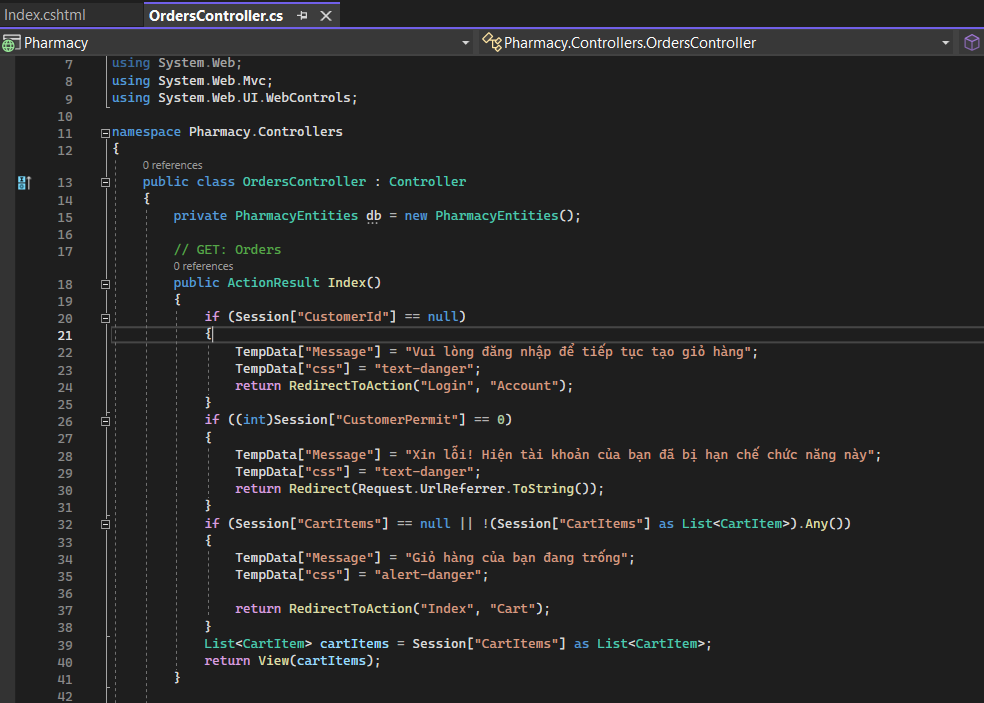 Index.cshtml OrdersController.cs
Pharmacy Pharmacy.Controllers.OrdersController
7 using System.Web;
8 using System.Web.Mvc;
9 using System.Web.UI.WebControls;
10
11 namespace Pharmacy.Controllers
12 {
0 references
13 public class OrdersController : Controller
14 {
15 private PharmacyEntities db = new PharmacyEntities();
16
17 // GET: Orders
0 references
18 public ActionResult Index()
19 {
20 if (Session["CustomerId"] == null)
21 {
22 TempData["Message"] = "Vui lòng đăng nhập để tiếp tục tạo giỏ hàng";
23 TempData["css"] = "text-danger";
24 return RedirectToAction("Login", "Account");
25 }
26 if ((int)Session["CustomerPermit"] == 0)
27 {
28 TempData["Message"] = "Xin lỗi! Hiện tài khoản của bạn đã bị hạn chế chức năng này";
29 TempData["css"] = "text-danger";
30 return Redirect(Request.UrlReferrer.ToString());
31 }
32 if (Session["CartItems"] == null || !(Session["CartItems"] as List<CartItem>).Any())
33 {
34 TempData["Message"] = "Giỏ hàng của bạn đang trống";
35 TempData["css"] = "alert-danger";
36
37 return RedirectToAction("Index", "Cart");
38 }
39 List<CartItem> cartItems = Session["CartItems"] as List<CartItem>;
40 return View(cartItems);
41 }
42